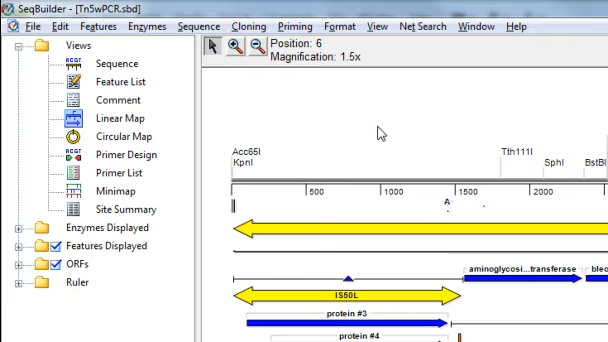 SeqBuilder - [Tn5wPCR.sbd]
File Edit Features Enzymes Sequence Cloning Priming Format View Net Search Window Help
Position: 6
Magnification: 1.5x
Views
ACGT Sequence
Feature List
Comment
Linear Map
Circular Map
ACGT Primer Design
Primer List
Minimap
Site Summary
Enzymes Displayed
Features Displayed
ORFs
Ruler
Acc65I
KpnI
Tth111I
SphI
BstBI
500 1000 1500 2000
A
aminoglycosi...transferase
bleo
IS50L
protein #3
protein #4